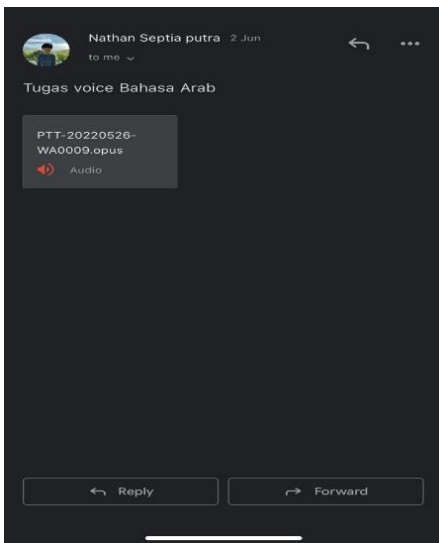 Nathan Septia putra 2 Jun
to me
Tugas voice Bahasa Arab
PTT-20220526-
WA0009.opus
Audio
Reply
Forward